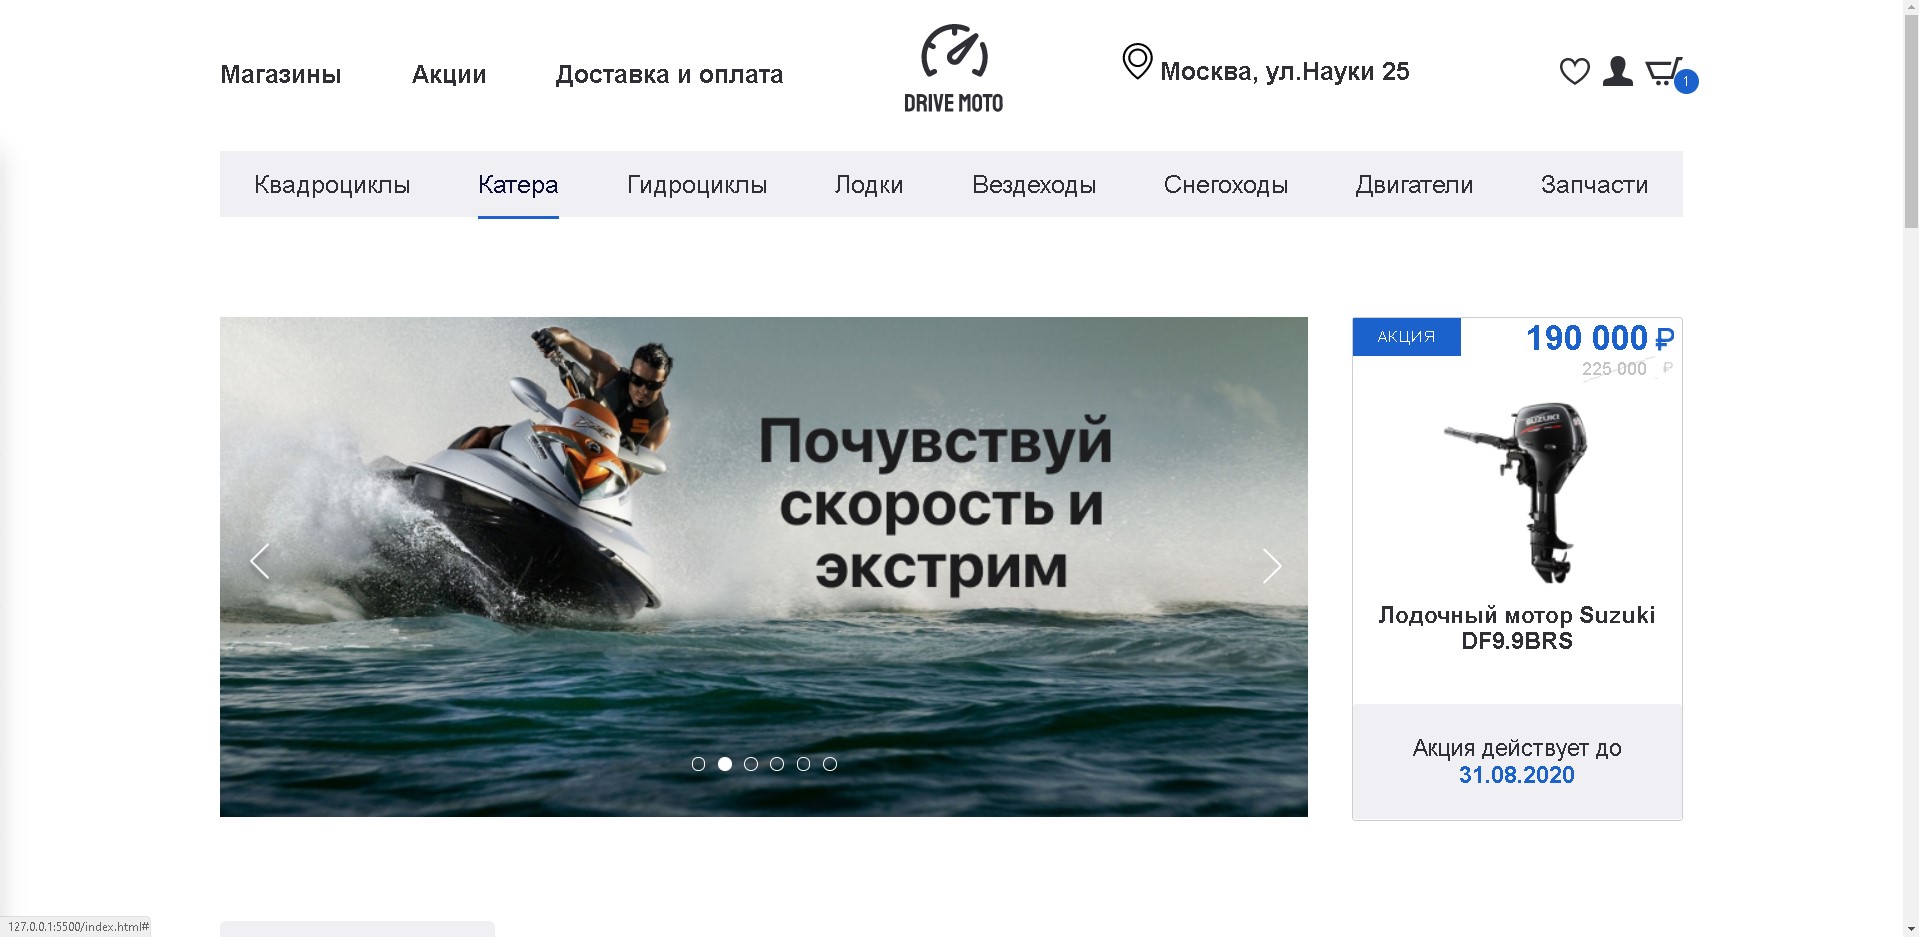 Магазины
Акции
Доставка и оплата
DRIVE MOTO
Москва, ул.Науки 25
1
Квадроциклы
Катера
Гидроциклы
Лодки
Вездеходы
Снегоходы
Двигатели
Запчасти
Почувствуй
скорость и
экстрим
АКЦИЯ
190 000 ₽
225 000 ₽
SUZUKI
Лодочный мотор Suzuki
DF9.9BRS
Акция действует до
31.08.2020
127.0.0.1:5500/index.html#